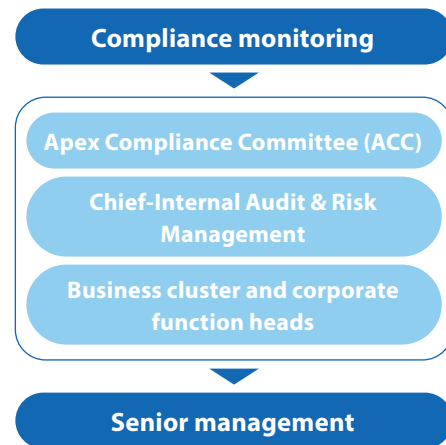 Compliance monitoring
Apex Compliance Committee (ACC)
Chief-Internal Audit & Risk
Management
Business cluster and corporate
function heads
Senior management